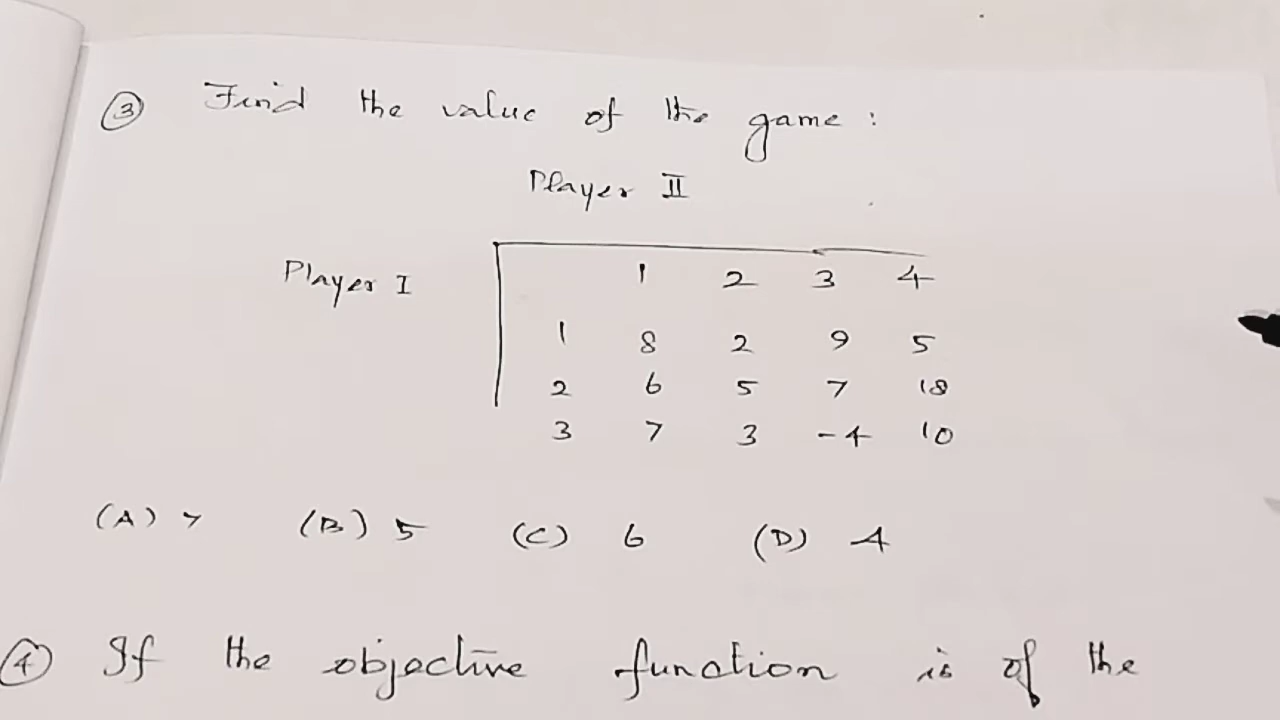 ③ Find the value of the game :
Player II
Player I
1 2 3 4
1 8 2 9 5
2 6 5 7 18
3 7 3 -4 10
(A) 7 (B) 5 (C) 6 (D) 4
④ If the objective function is of the